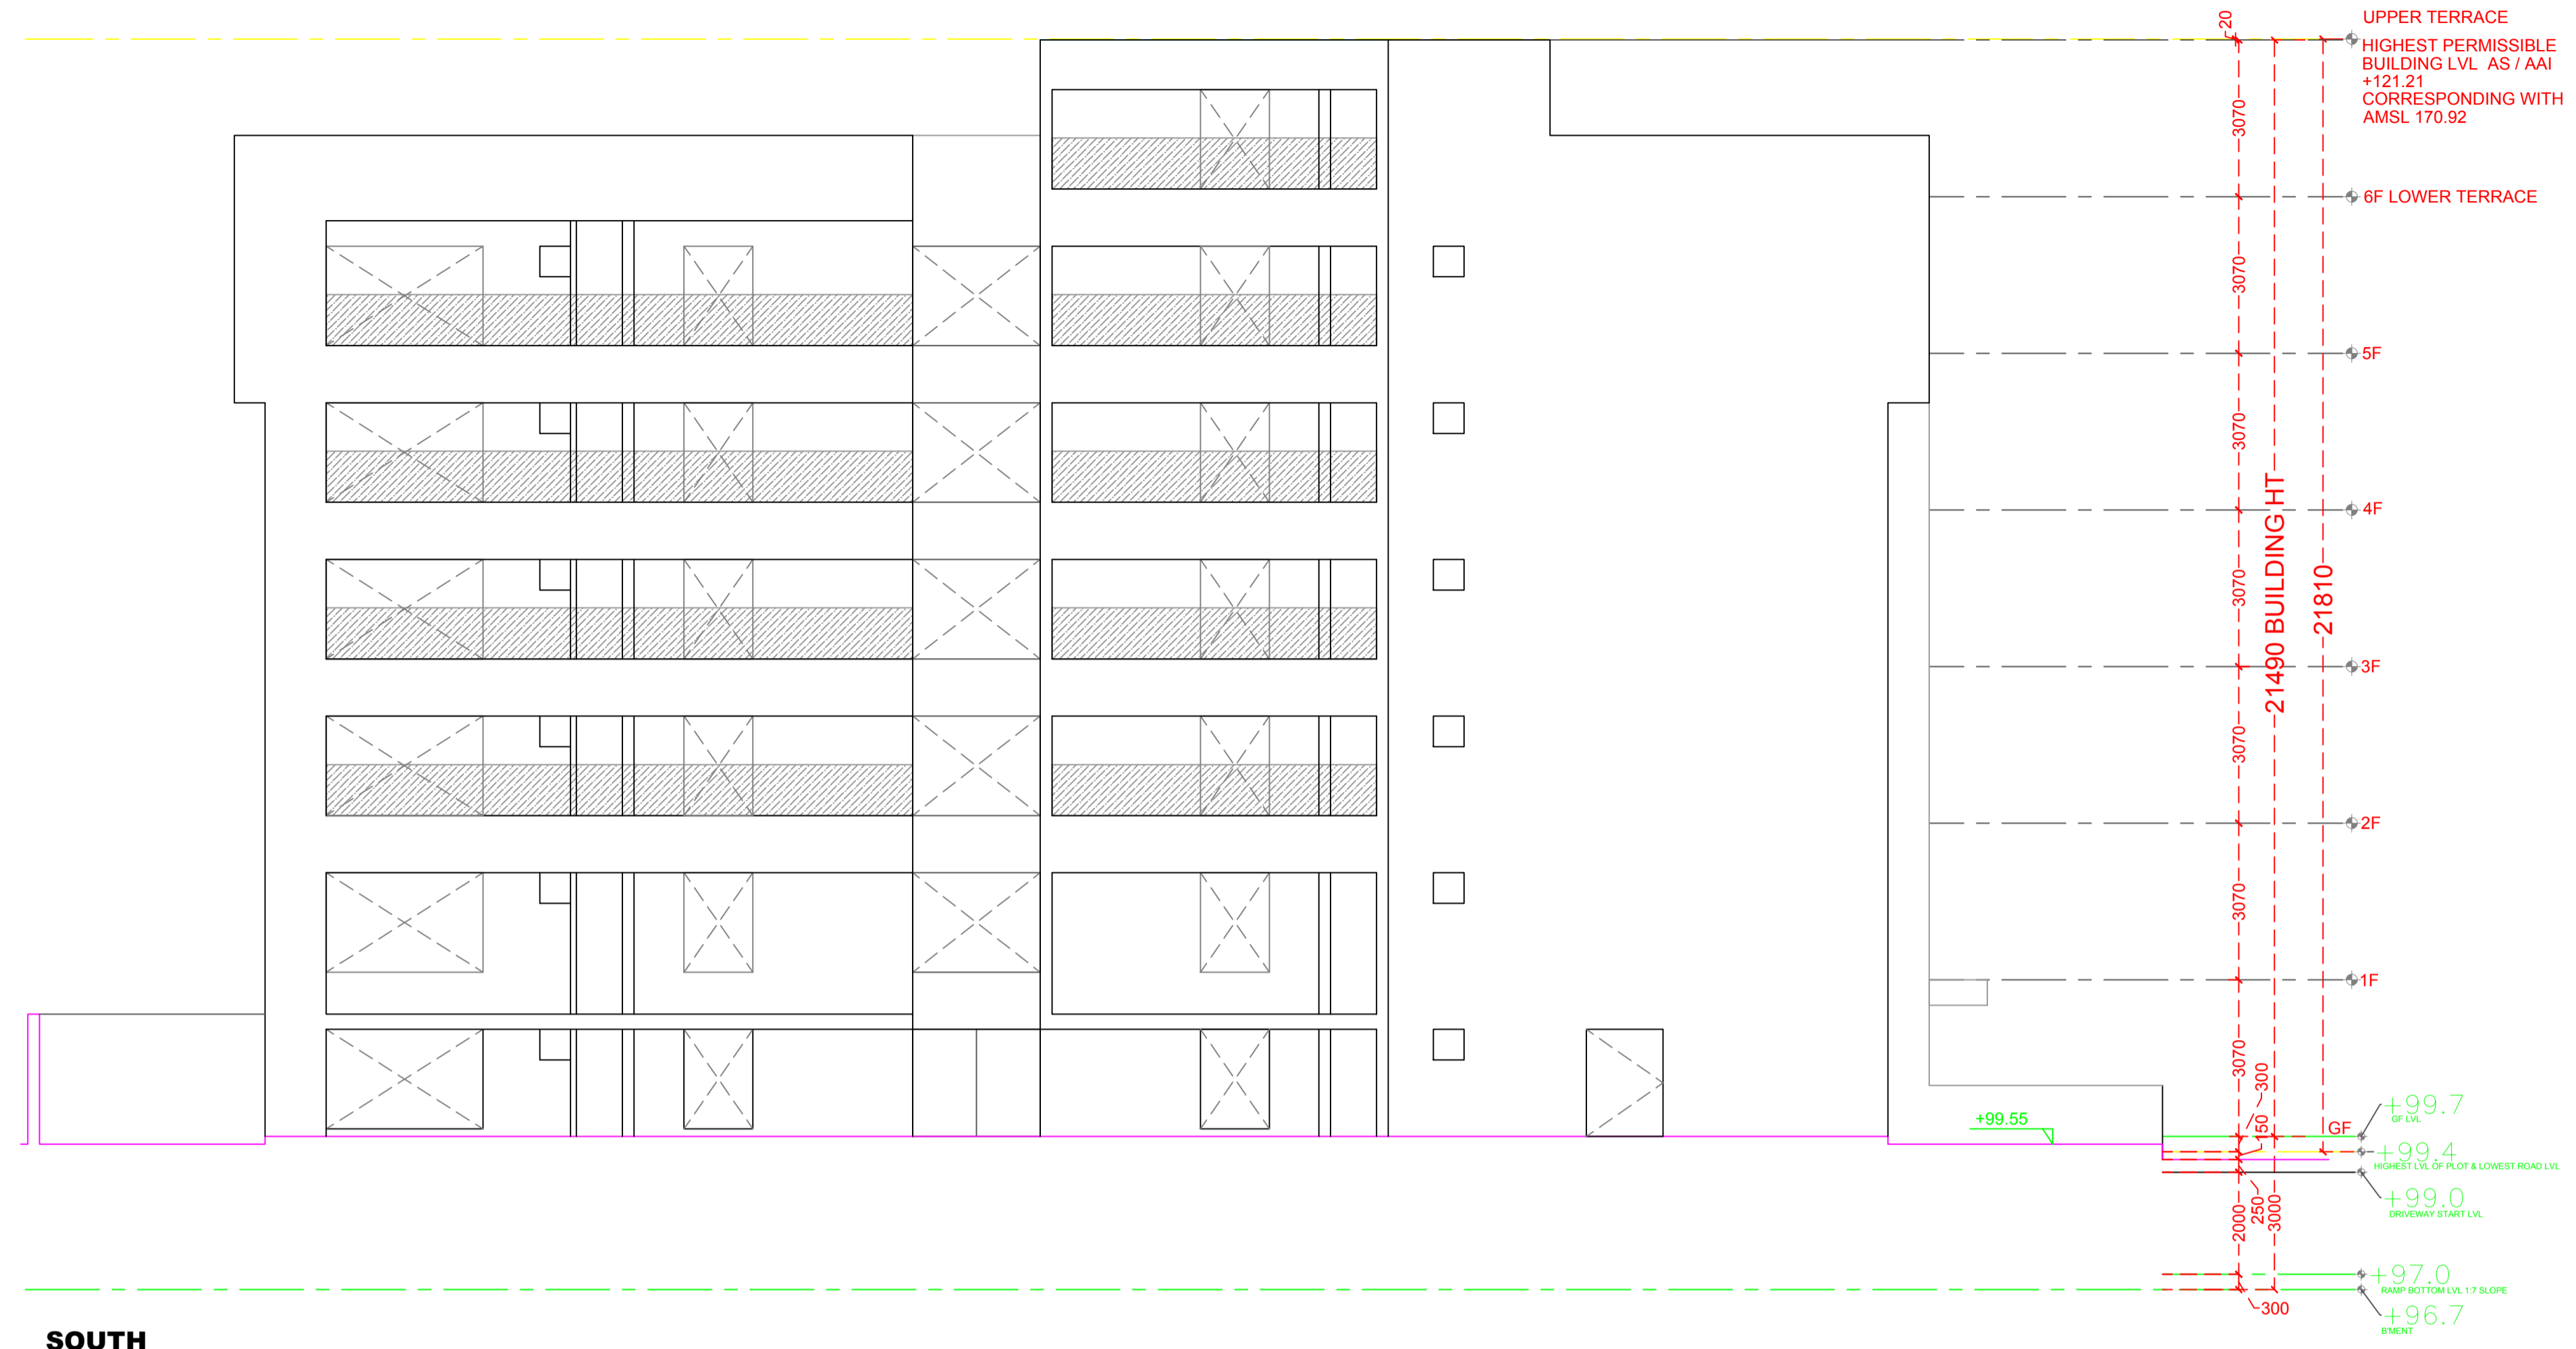 20
UPPER TERRACE
HIGHEST PERMISSIBLE
BUILDING LVL AS / AAI
+121.21
CORRESPONDING WITH
AMSL 170.92
3070
6F LOWER TERRACE
3070
5F
3070
4F
21490 BUILDING HT
21810
3070
3F
3070
2F
3070
1F
3070
300
+99.7
GF LVL
+99.55
GF
150
+99.4
HIGHEST LVL OF PLOT & LOWEST ROAD LVL
+99.0
DRIVEWAY START LVL
2000
250
3000
+97.0
RAMP BOTTOM LVL 1:7 SLOPE
300
+96.7
B'MENT
SOUTH